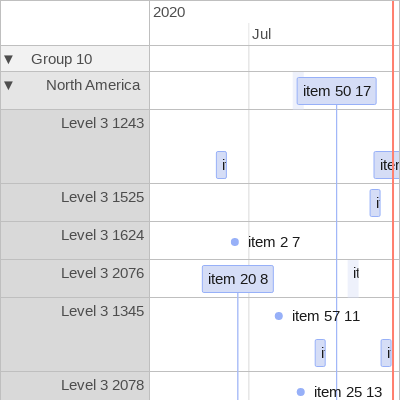 2020
Jul
▼ Group 10
▼ North America
item 50 17
Level 3 1243
i
iter
Level 3 1525
i
Level 3 1624
item 2 7
Level 3 2076
item 20 8
it
Level 3 1345
item 57 11
i
i
Level 3 2078
item 25 13